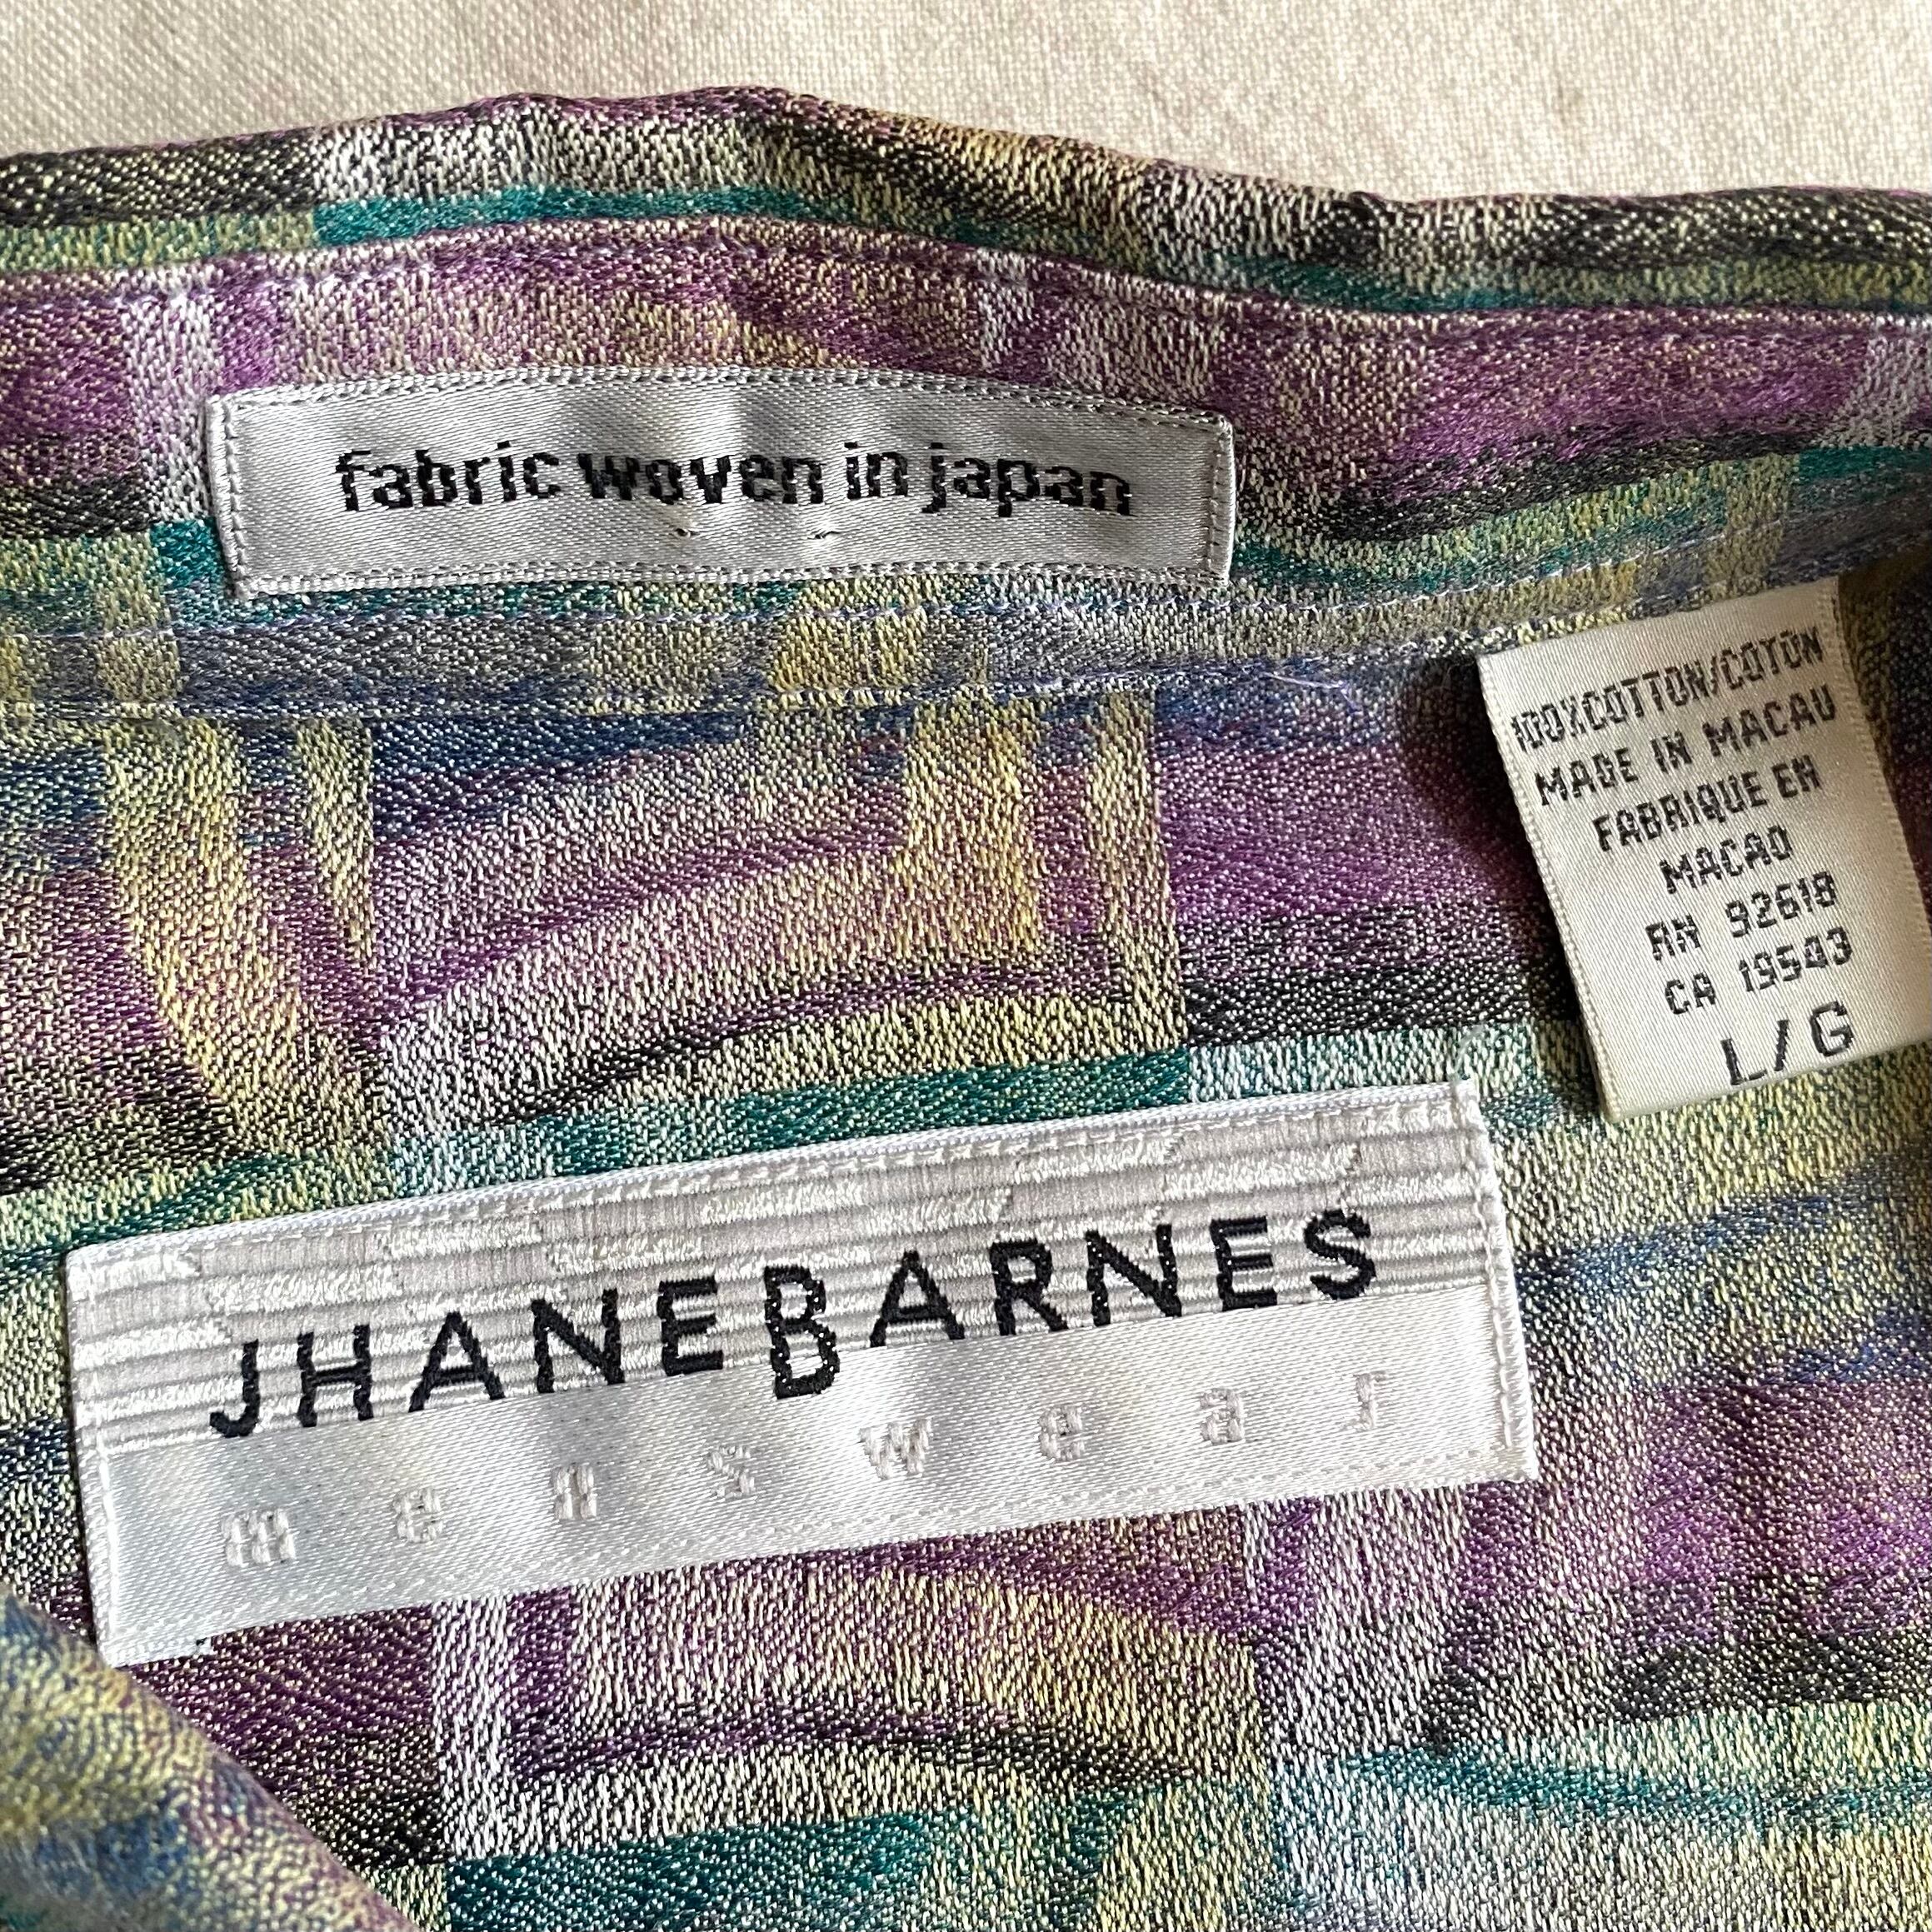 fabric woven in japan
100%COTTON/COTON
MADE IN MACAU
FABRIQUE EN
MACAO
RN 92618
CA 19543
L/G
JHANEBARNES
menswear